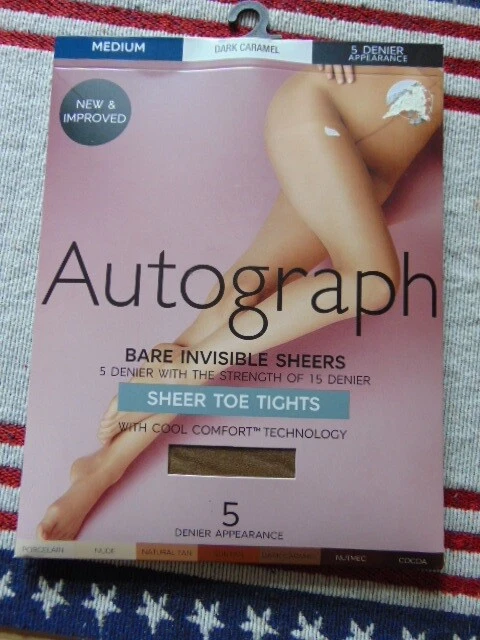 MEDIUM
DARK CARAMEL
5 DENIER
APPEARANCE
NEW &
IMPROVED
Autograph
BARE INVISIBLE SHEERS
5 DENIER WITH THE STRENGTH OF 15 DENIER
SHEER TOE TIGHTS
WITH COOL COMFORT™ TECHNOLOGY
5
DENIER APPEARANCE
PORCELAIN NUDE NATURAL TAN DARK CARAMEL NUTMEG COCOA